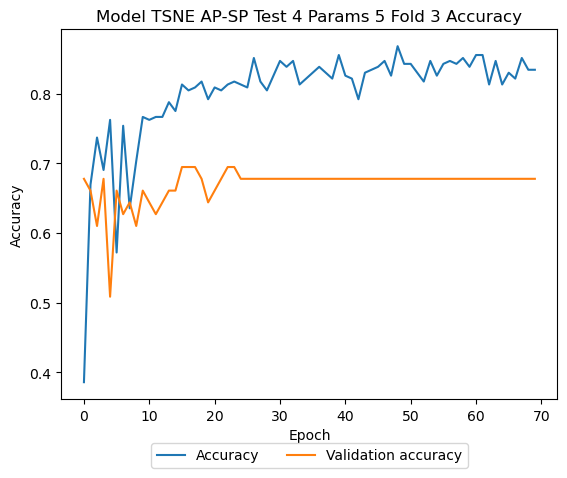 Model TSNE AP-SP Test 4 Params 5 Fold 3 Accuracy
Accuracy
0.8
0.7
0.6
0.5
0.4
0 10 20 30 40 50 60 70
Epoch
Accuracy Validation accuracy